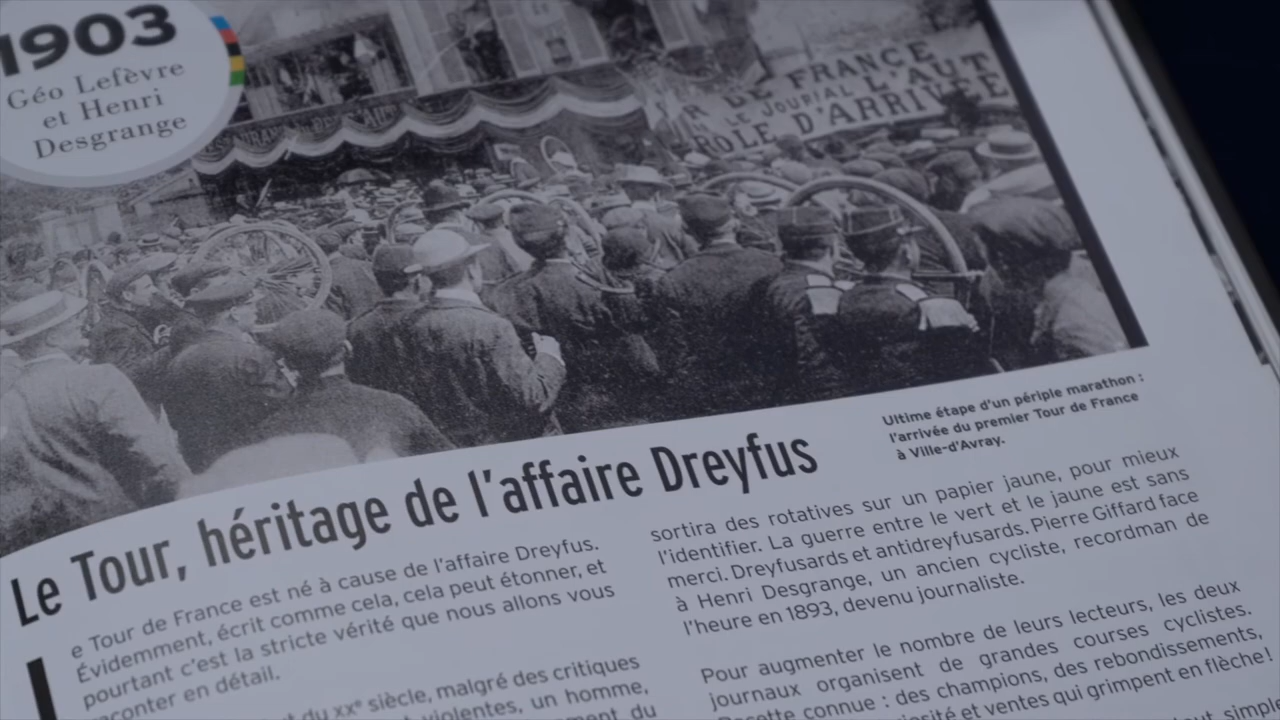 1903
Géo Lefèvre
et Henri
Desgrange
DE FRANCE
LE JOURNAL L'AUT
D'ARRIVÉE
Ultime étape d'un périple marathon :
l'arrivée du premier Tour de France
à Ville-d'Avray.
Le Tour, héritage de l'affaire Dreyfus
e Tour de France est né à cause de l'affaire Dreyfus.
Évidemment, écrit comme cela, cela peut étonner, et
pourtant c'est la stricte vérité que nous allons vous
raconter en détail.
du XXe siècle, malgré des critiques
violentes, un homme,
du
sortira des rotatives sur un papier jaune, pour mieux
l'identifier. La guerre entre le vert et le jaune est sans
merci. Dreyfusards et antidreyfusards. Pierre Giffard face
à Henri Desgrange, un ancien cycliste, recordman de
l'heure en 1893, devenu journaliste.
Pour augmenter le nombre de leurs lecteurs, les deux
journaux organisent de grandes courses cyclistes.
Recette connue : des champions, des rebondissements,
et ventes qui grimpent en flèche !
simple